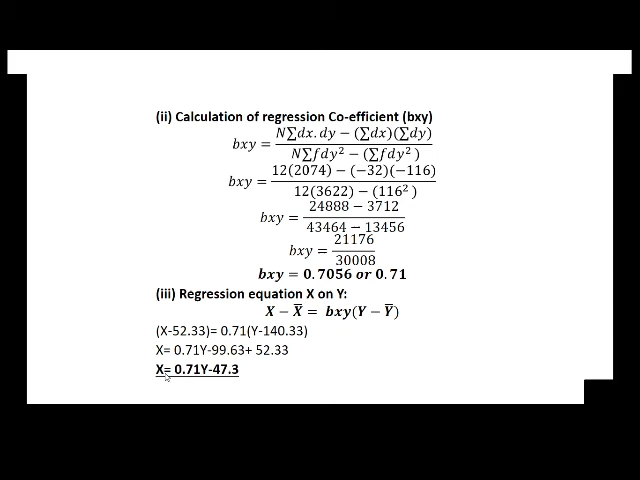 (ii) Calculation of regression Co-efficient (bxy)
bxy = N∑dx.dy − (∑dx)(∑dy) / N∑fdy² − (∑fdy²)
bxy = 12(2074) − (−32)(−116) / 12(3622) − (116²)
bxy = 24888 − 3712 / 43464 − 13456
bxy = 21176 / 30008
bxy = 0.7056 or 0.71
(iii) Regression equation X on Y:
X − X̅ = bxy(Y − Y̅)
(X-52.33)= 0.71(Y-140.33)
X= 0.71Y-99.63+ 52.33
X= 0.71Y-47.3